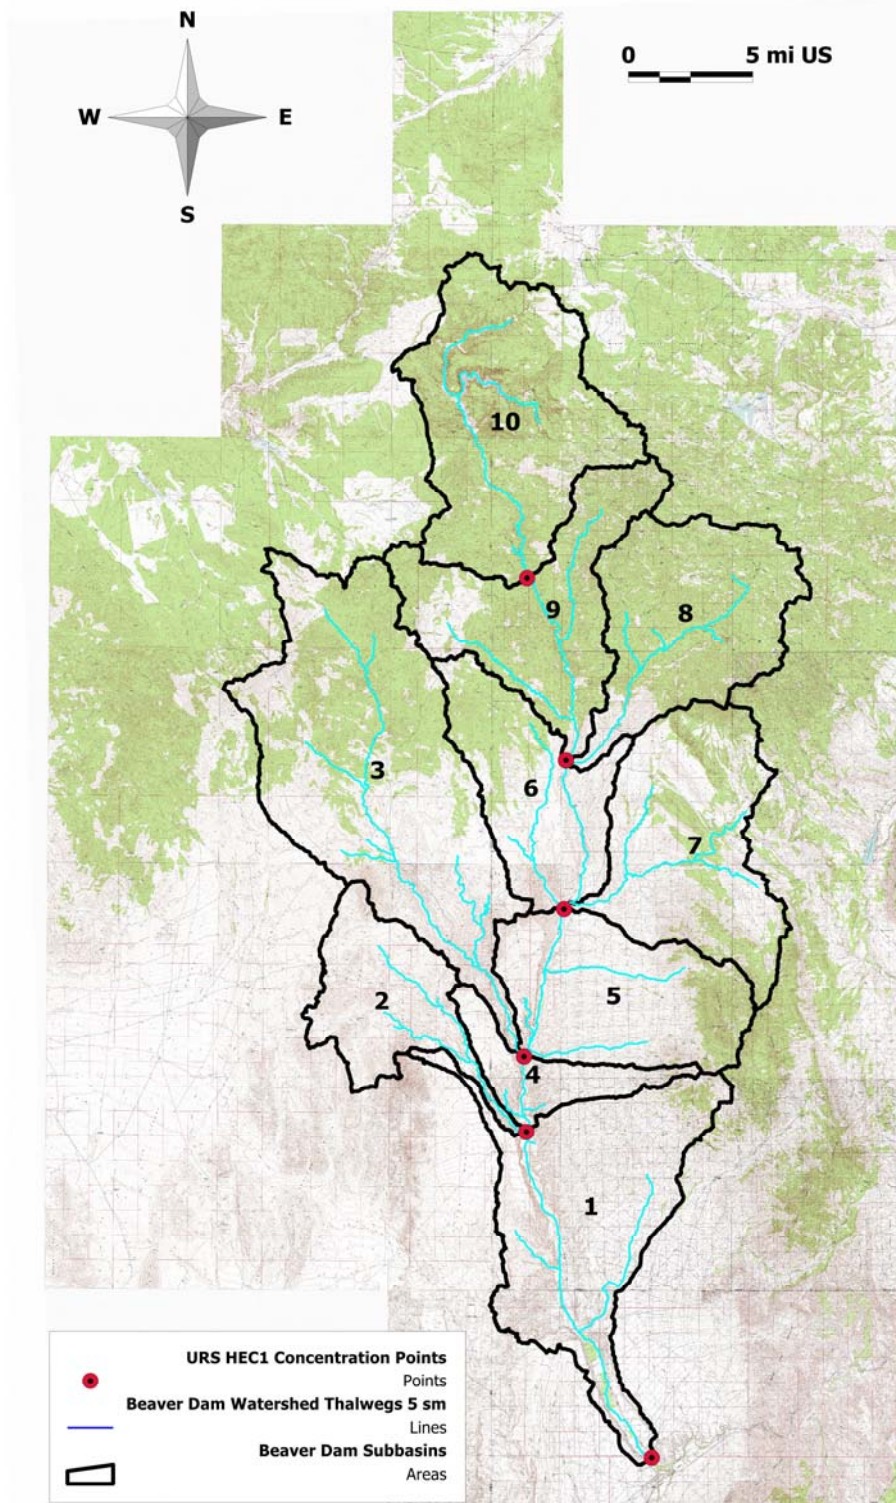 N
0 5 mi US
W E
S
10
9
8
3
6
7
2
5
4
1
URS HEC1 Concentration Points
Points
Beaver Dam Watershed Thalwegs 5 sm
Lines
Beaver Dam Subbasins
Areas